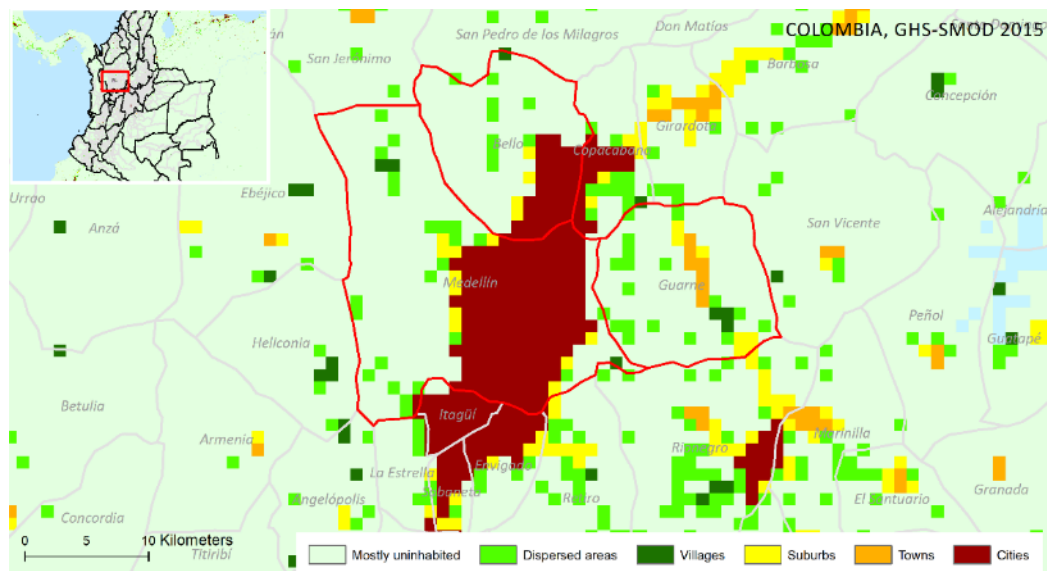 COLOMBIA, GHS-SMOD 2015
San Pedro de los Milagros
Don Matías
San Jeronimo
Barbosa
Concepción
Girardota
Bello
Copacabana
Urrao
Ebéjico
Anzá
San Vicente
Alejandría
Medellín
Guarne
Peñol
Heliconia
Guatapé
Betulia
Itagüí
Armenia
Rionegro
Marinilla
La Estrella
Envigado
Sabaneta
Angelópolis
Retiro
El Santuario
Granada
Concordia
Titiribí
0 5 10 Kilometers
Mostly uninhabited Dispersed areas Villages Suburbs Towns Cities